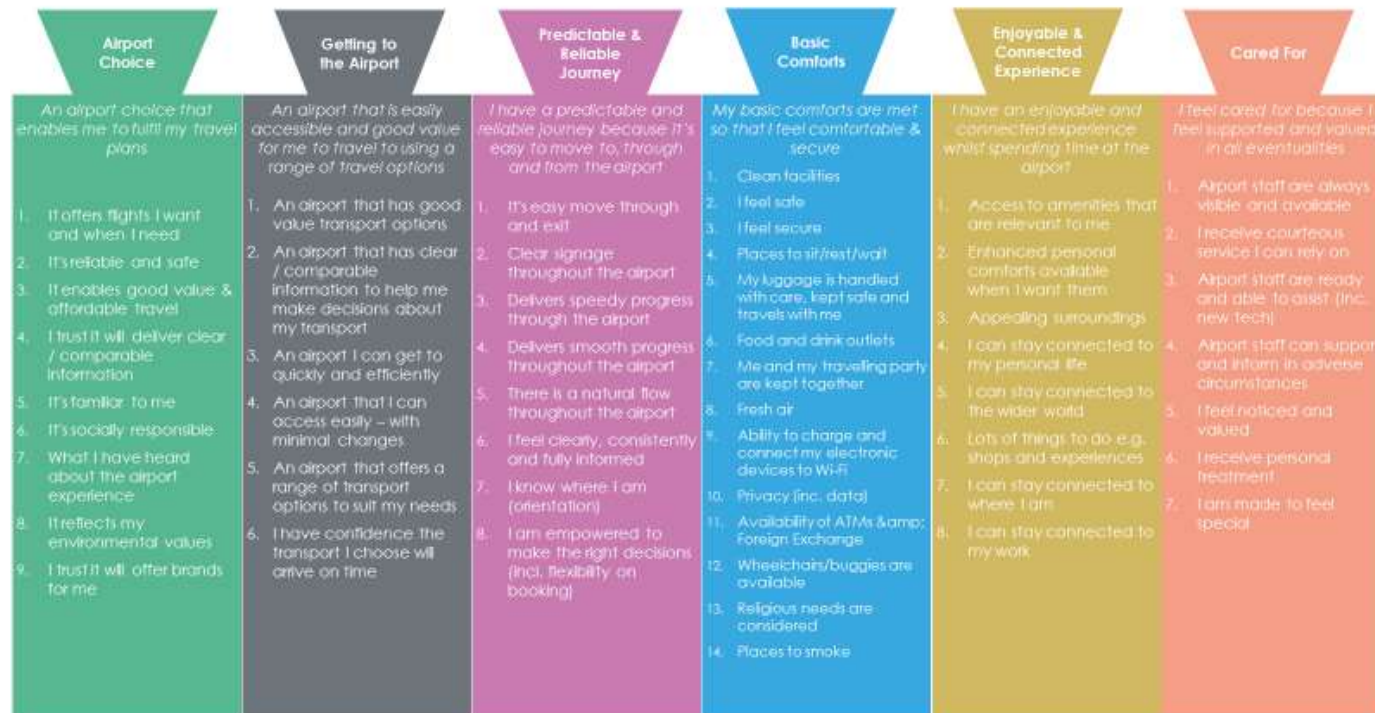 Airport
Choice
An airport choice that
enables me to fulfil my travel
plans
1. It offers flights I want
and when I need
2. It's reliable and safe
3. It enables good value &
affordable travel
4. I trust it will deliver clear
/ comparable
information
5. It's familiar to me
6. It's socially responsible
7. What I have heard
about the airport
experience
8. It reflects my
environmental values
9. I trust it will offer brands
for me
Getting to
the Airport
An airport that is easily
accessible and good value
for me to travel to using a
range of travel options
1. An airport that has good
value transport options
2. An airport that has clear
/ comparable
information to help me
make decisions about
my transport
3. An airport I can get to
quickly and efficiently
4. An airport that I can
access easily – with
minimal changes
5. An airport that offers a
range of transport
options to suit my needs
6. I have confidence the
transport I choose will
arrive on time
Predictable &
Reliable
Journey
I have a predictable and
reliable journey because it's
easy to move to, through
and from the airport
1. It's easy move through
and exit
2. Clear signage
throughout the airport
3. Delivers speedy progress
through the airport
4. Delivers smooth progress
throughout the airport
5. There is a natural flow
throughout the airport
6. I feel clearly, consistently
and fully informed
7. I know where I am
(orientation)
8. I am empowered to
make the right decisions
(incl. flexibility on
booking)
Basic
Comforts
My basic comforts are met
so that I feel comfortable &
secure
1. Clean facilities
2. I feel safe
3. I feel secure
4. Places to sit/rest/wait
5. My luggage is handled
with care, kept safe and
travels with me
6. Food and drink outlets
7. Me and my travelling party
are kept together
8. Fresh air
9. Ability to charge and
connect my electronic
devices to Wi-Fi
10. Privacy (inc. data)
11. Availability of ATMs &amp;
Foreign Exchange
12. Wheelchairs/buggies are
available
13. Religious needs are
considered
14. Places to smoke
Enjoyable &
Connected
Experience
I have an enjoyable and
connected experience
whilst spending time at the
airport
1. Access to amenities that
are relevant to me
2. Enhanced personal
comforts available
when I want them
3. Appealing surroundings
4. I can stay connected to
my personal life
5. I can stay connected to
the wider world
6. Lots of things to do e.g.
shops and experiences
7. I can stay connected to
where I am
8. I can stay connected to
my work
Cared For
I feel cared for because I
feel supported and valued
in all eventualities
1. Airport staff are always
visible and available
2. I receive courteous
service I can rely on
3. Airport staff are ready
and able to assist (inc.
new tech)
4. Airport staff can support
and inform in adverse
circumstances
5. I feel noticed and
valued
6. I receive personal
treatment
7. I am made to feel
special